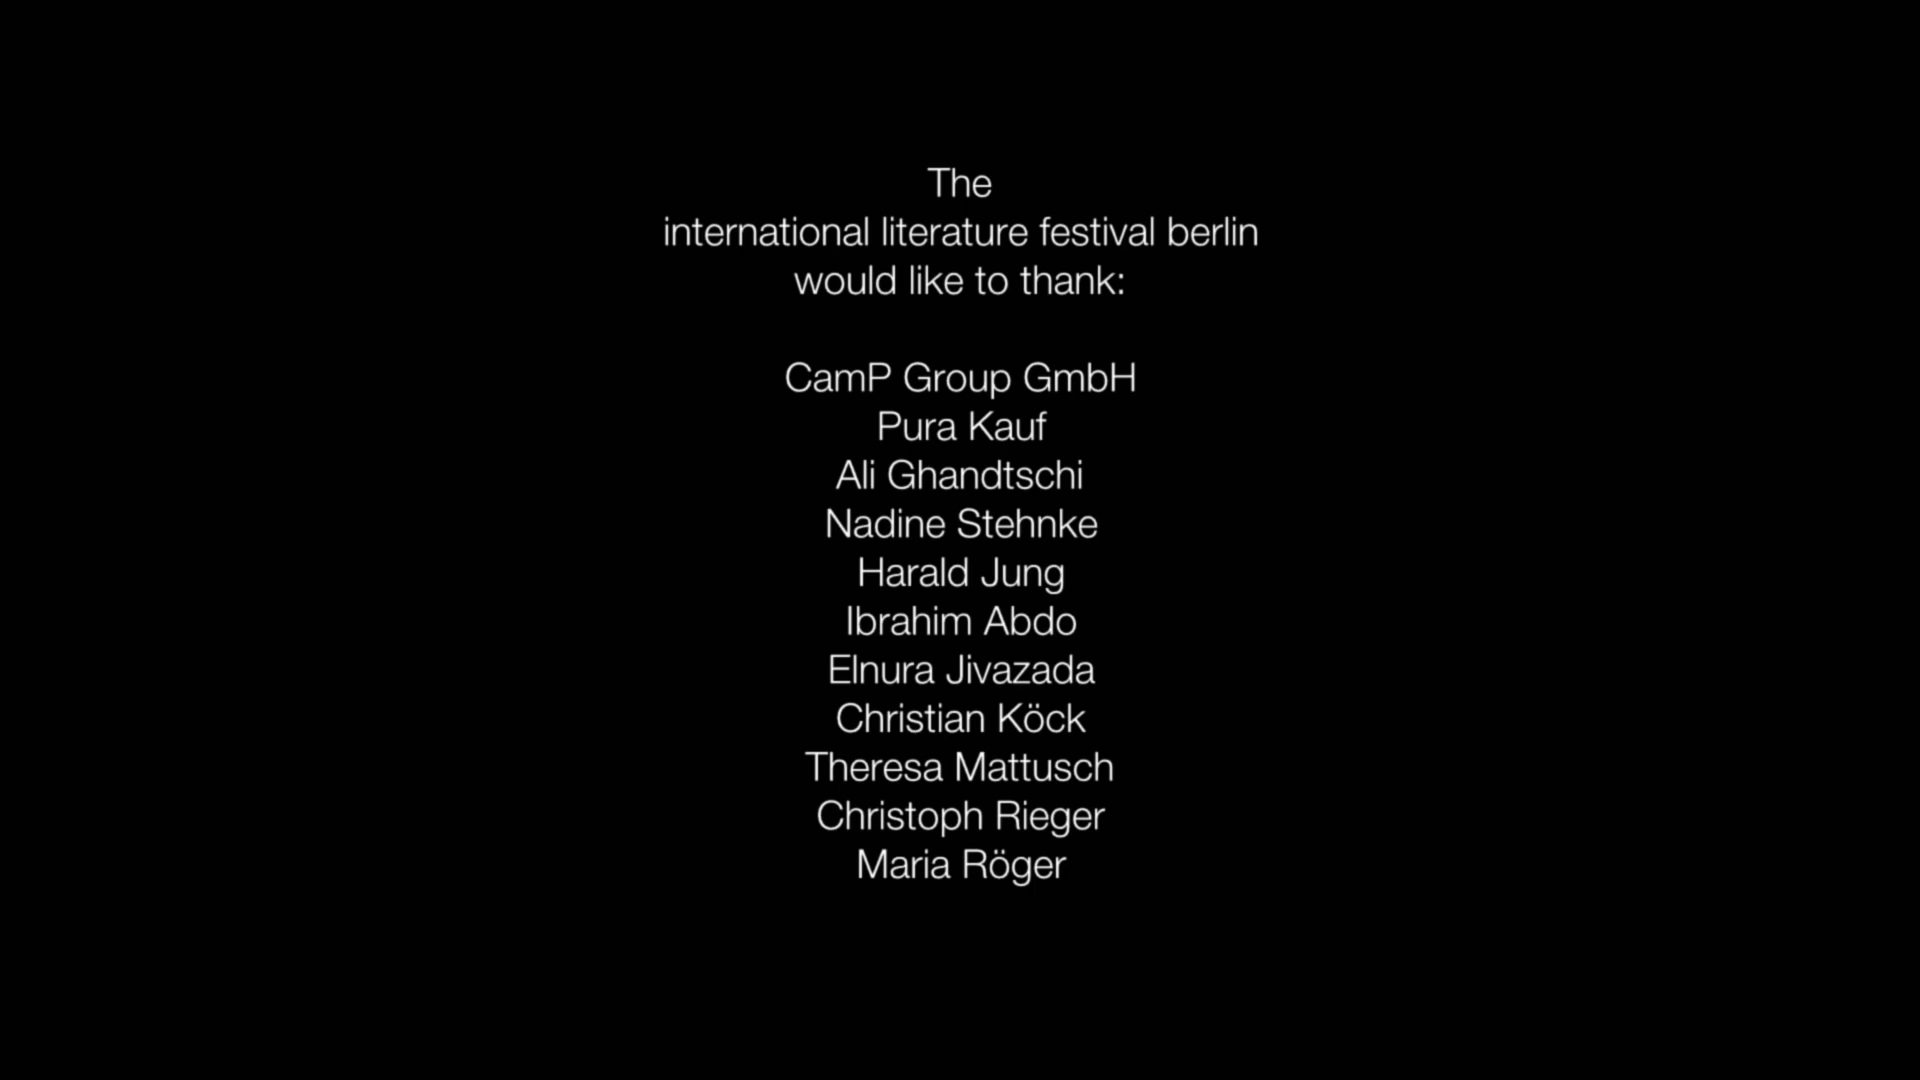 The
international literature festival berlin
would like to thank:
CamP Group GmbH
Pura Kauf
Ali Ghandtschi
Nadine Stehnke
Harald Jung
Ibrahim Abdo
Elnura Jivazada
Christian Köck
Theresa Mattusch
Christoph Rieger
Maria Röger